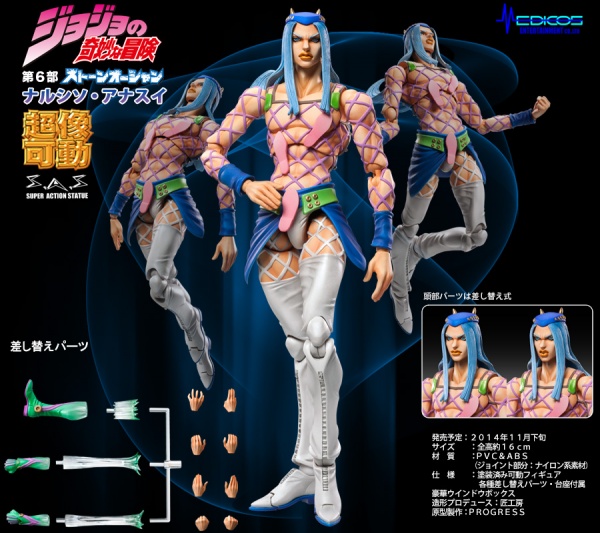 ジョジョの
奇妙な冒険
第6部 ストーンオーシャン
ナルシソ・アナスイ
超像
可動
S.A.S
SUPER ACTION STATUE
MEDICOS
ENTERTAINMENT CO.,LTD.
差し替えパーツ
頭部パーツは差し替え式
発売予定：2014年11月下旬
サイズ：全高約16cm
材質：PVC&ABS
（ジョイント部分：ナイロン系素材）
仕様：塗装済み可動フィギュア
各種差し替えパーツ・台座付属
豪華ウインドウボックス
造形プロデュース：匠工房
原型製作：PROGRESS